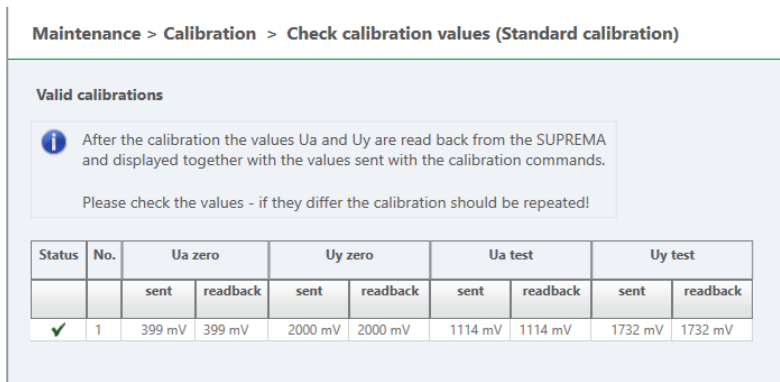 Maintenance > Calibration > Check calibration values (Standard calibration)
Valid calibrations
After the calibration the values Ua and Uy are read back from the SUPREMA
and displayed together with the values sent with the calibration commands.
Please check the values - if they differ the calibration should be repeated!
Status No. Ua zero Uy zero Ua test Uy test
sent readback sent readback sent readback sent readback
1 399 mV 399 mV 2000 mV 2000 mV 1114 mV 1114 mV 1732 mV 1732 mV